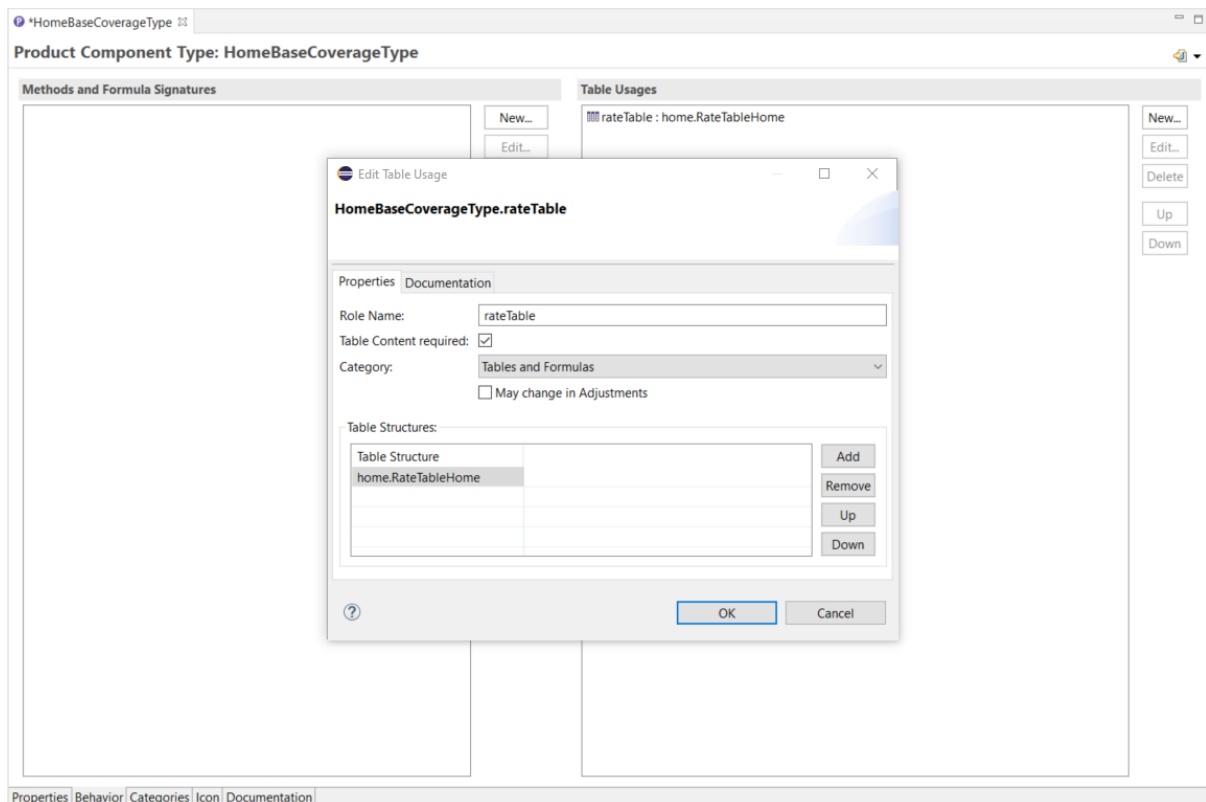 *HomeBaseCoverageType
Product Component Type: HomeBaseCoverageType
Methods and Formula Signatures
New...
Edit...
Table Usages
rateTable : home.RateTableHome
New...
Edit...
Delete
Up
Down
Edit Table Usage
HomeBaseCoverageType.rateTable
Properties Documentation
Role Name: rateTable
Table Content required:
Category: Tables and Formulas
May change in Adjustments
Table Structures:
Table Structure
home.RateTableHome
Add
Remove
Up
Down
OK Cancel
Properties Behavior Categories Icon Documentation